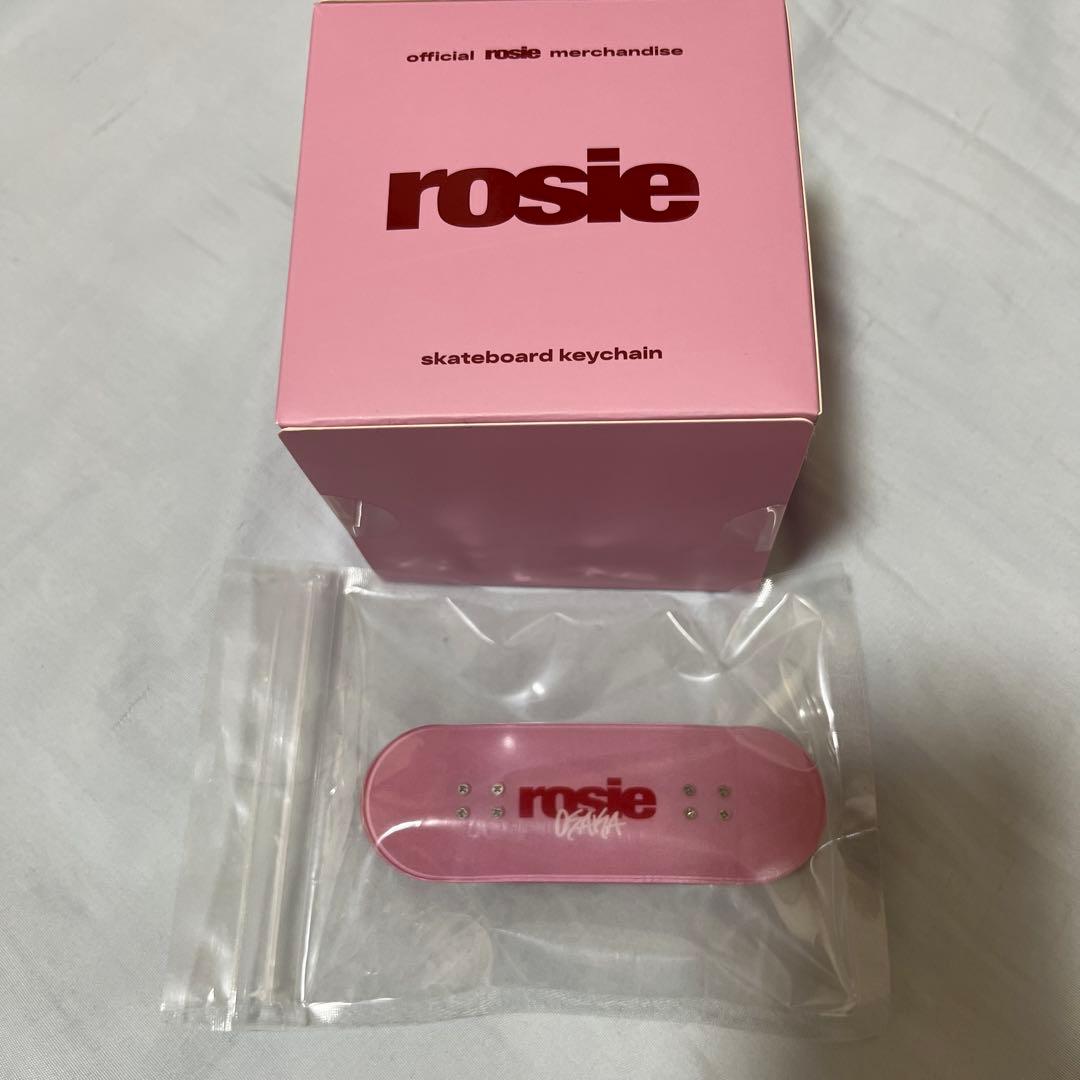 official rosie merchandise
rosie
skateboard keychain
rosie
OSAKA